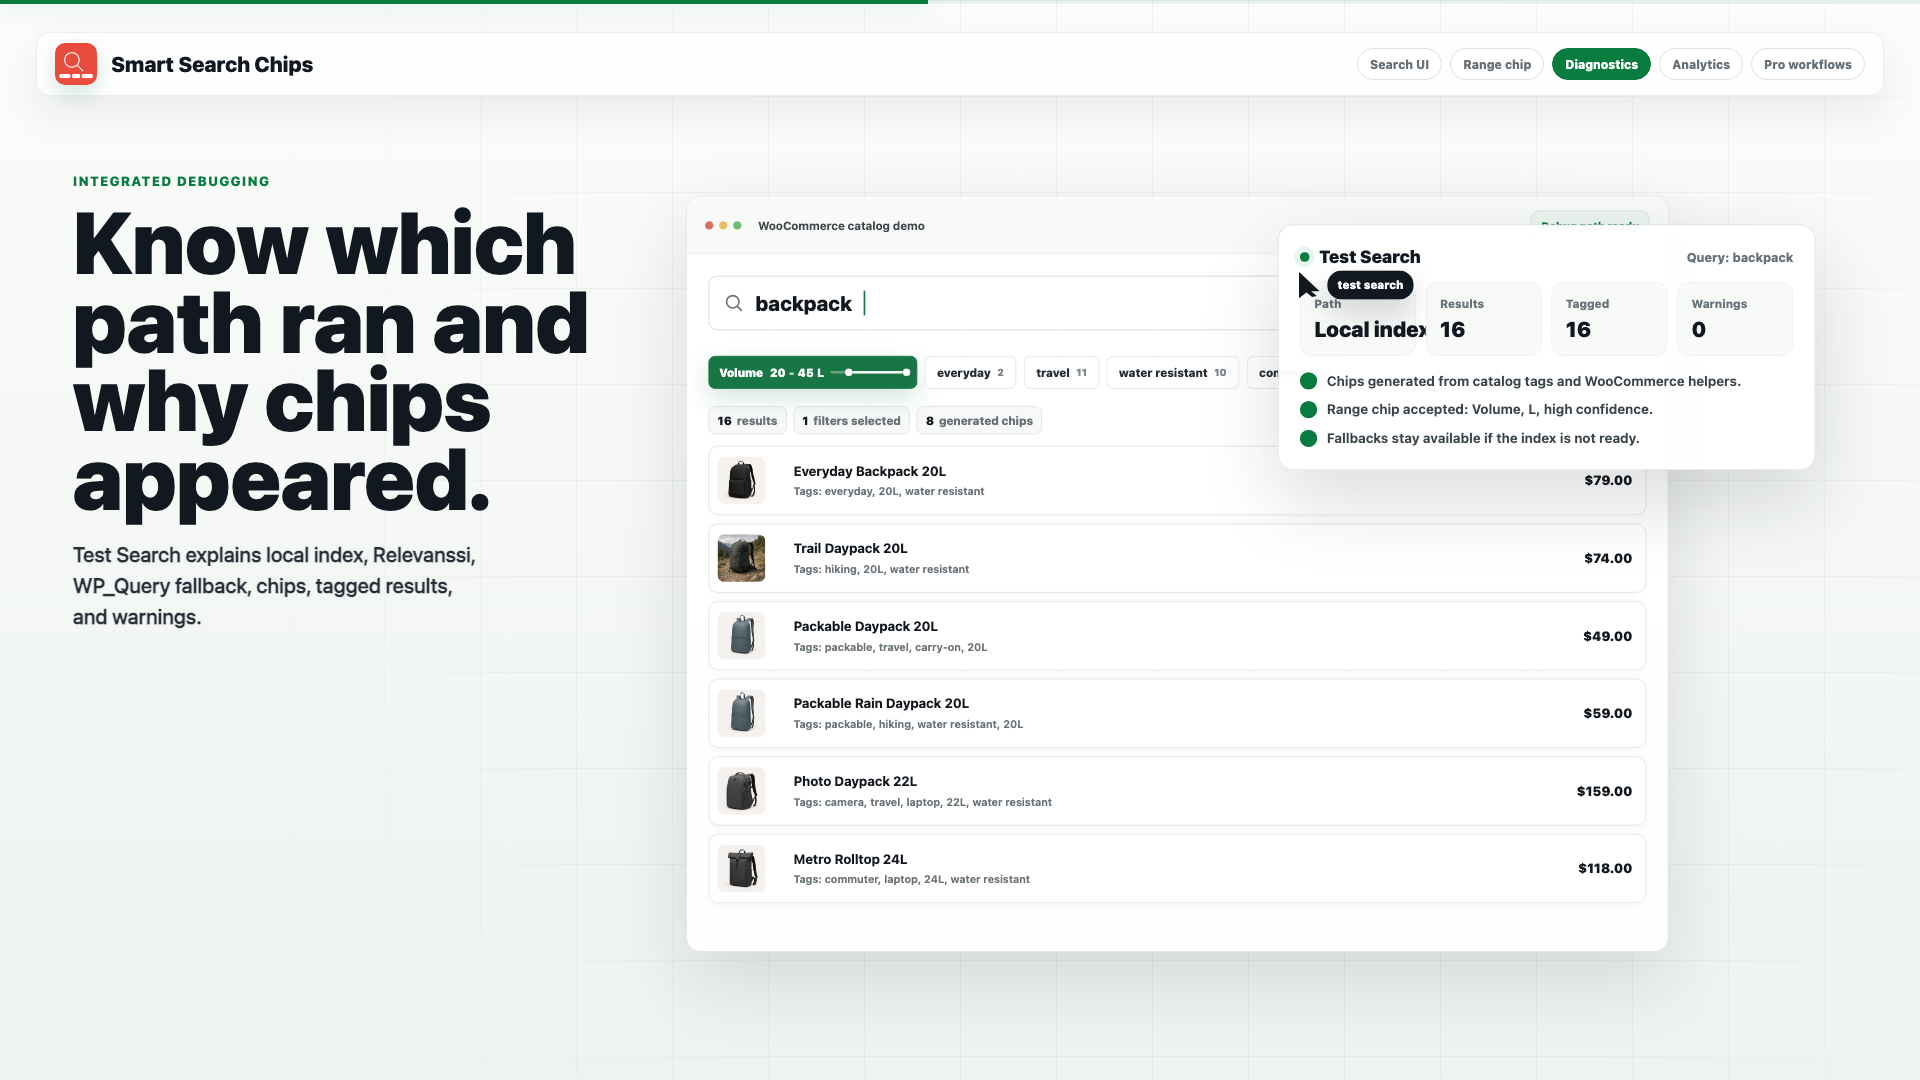 Smart Search Chips
Search UI
Range chip
Diagnostics
Analytics
Pro workflows
INTEGRATED DEBUGGING
Know which
path ran and
why chips
appeared.
Test Search explains local index, Relevanssi,
WP_Query fallback, chips, tagged results,
and warnings.
WooCommerce catalog demo
backpack
Volume 20 - 45 L
everyday 2
travel 11
water resistant 10
16 results
1 filters selected
8 generated chips
Test Search
Query: backpack
test search
Path
Local index
Results
16
Tagged
16
Warnings
0
Chips generated from catalog tags and WooCommerce helpers.
Range chip accepted: Volume, L, high confidence.
Fallbacks stay available if the index is not ready.
Everyday Backpack 20L
Tags: everyday, 20L, water resistant
$79.00
Trail Daypack 20L
Tags: hiking, 20L, water resistant
$74.00
Packable Daypack 20L
Tags: packable, travel, carry-on, 20L
$49.00
Packable Rain Daypack 20L
Tags: packable, hiking, water resistant, 20L
$59.00
Photo Daypack 22L
Tags: camera, travel, laptop, 22L, water resistant
$159.00
Metro Rolltop 24L
Tags: commuter, laptop, 24L, water resistant
$118.00